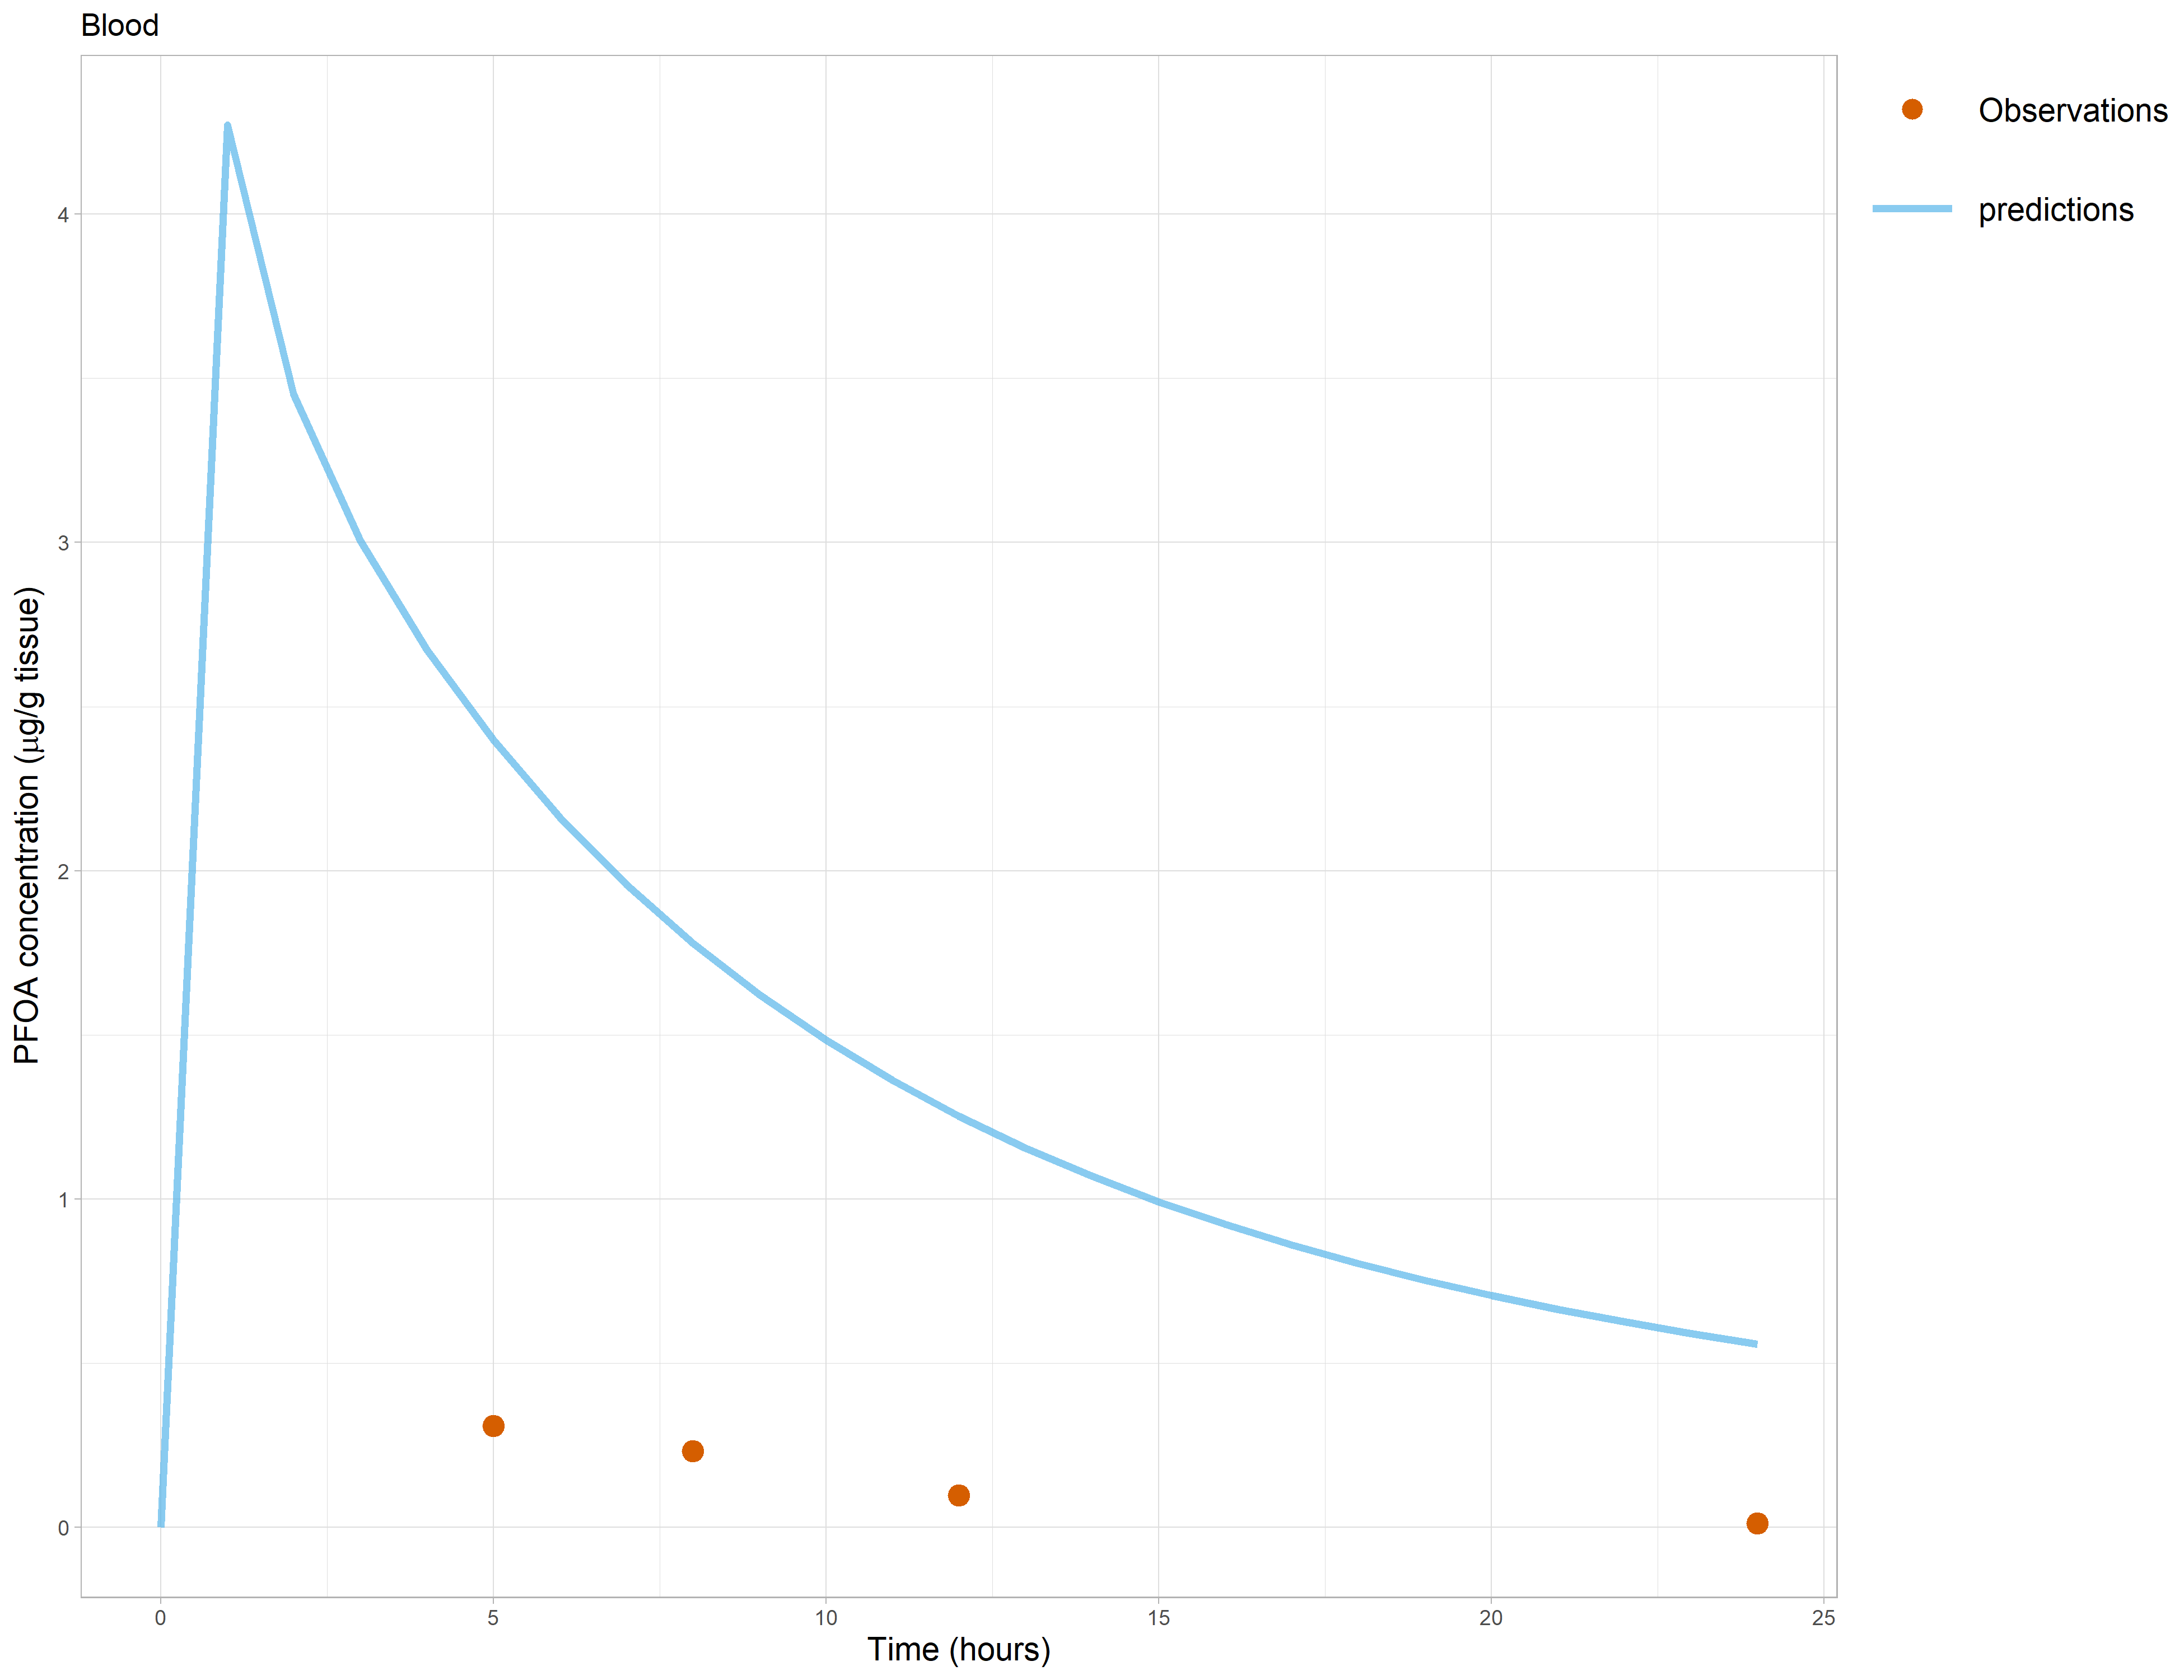 Blood
Observations
predictions
4
3
2
1
0
PFOA concentration (μg/g tissue)
0 5 10 15 20 25
Time (hours)